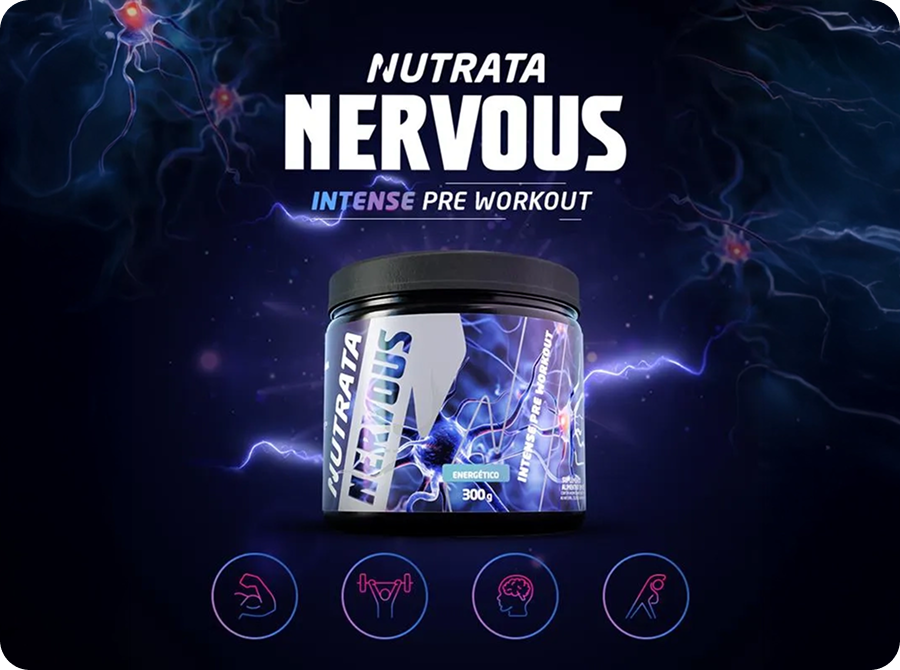 NUTRATA
NERVOUS
INTENSE PRE WORKOUT
NUTRATA
NERVOUS
INTENSE PRE WORKOUT
ENERGÉTICO
300g